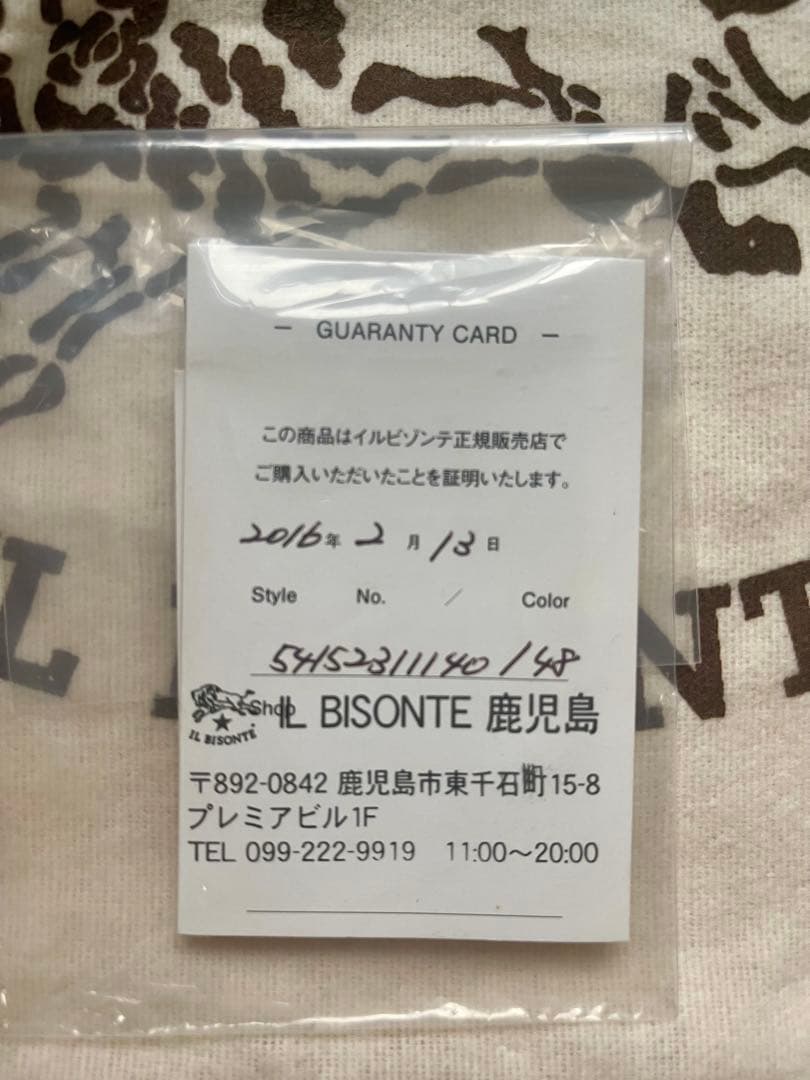 ― GUARANTY CARD ―
この商品はイルビゾンテ正規販売店で
ご購入いただいたことを証明いたします。
2016年 2月 13日
Style No. / Color
54152311140 / 48
Shop IL BISONTE 鹿児島
IL BISONTE
〒892-0842 鹿児島市東千石町15-8
プレミアビル1F
TEL 099-222-9919 11:00～20:00